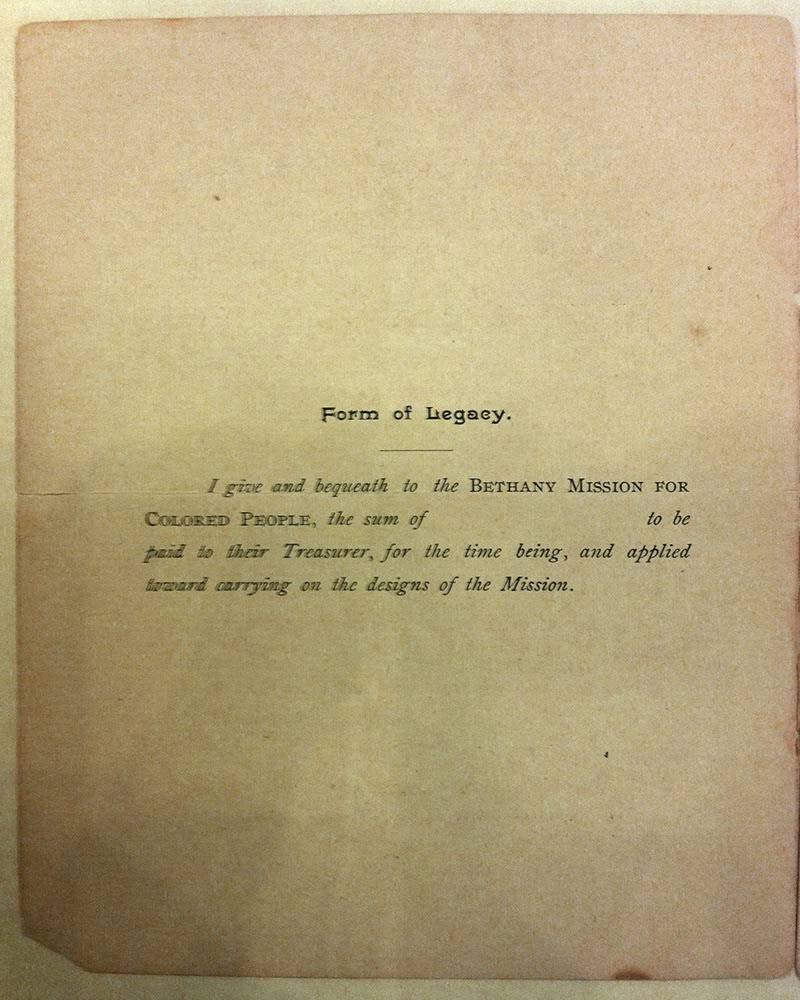 Form of Legacy.
I give and bequeath to the BETHANY MISSION FOR
COLORED PEOPLE, the sum of to be
paid to their Treasurer, for the time being, and applied
toward carrying on the designs of the Mission.